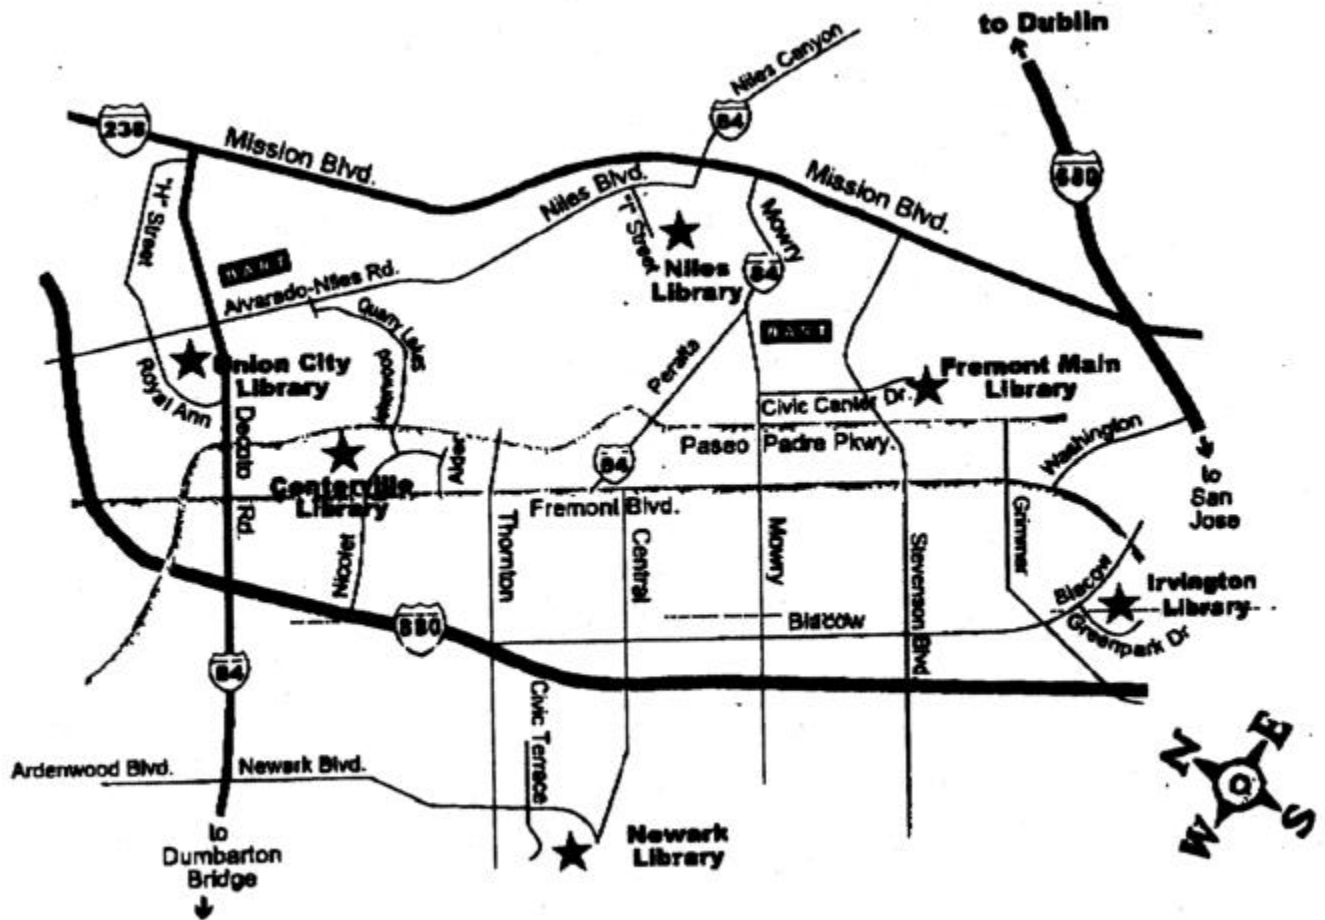 to Dublin
Niles Canyon
84
238
Mission Blvd.
680
Niles Blvd.
Mission Blvd.
"H" Street
"I" Street
Mowry
BART
Alvarado-Niles Rd.
84
Niles
Library
Quarry Lakes
BART
Union City
Library
Peralta
Fremont Main
Library
Royal Ann
Civic Center Dr.
Decoto
Rd.
Alder
Paseo Padre Pkwy.
Washington
84
to
San
Jose
Centerville
Library
Fremont Blvd.
Nicolet
Thornton
Central
Mowry
Stevenson Blvd.
Grimmer
Blacow
Irvington
Library
880
Blacow
Greenpark Dr
84
Civic Terrace
N
E
S
W
Ardenwood Blvd.
Newark Blvd.
to
Dumbarton
Bridge
Newark
Library